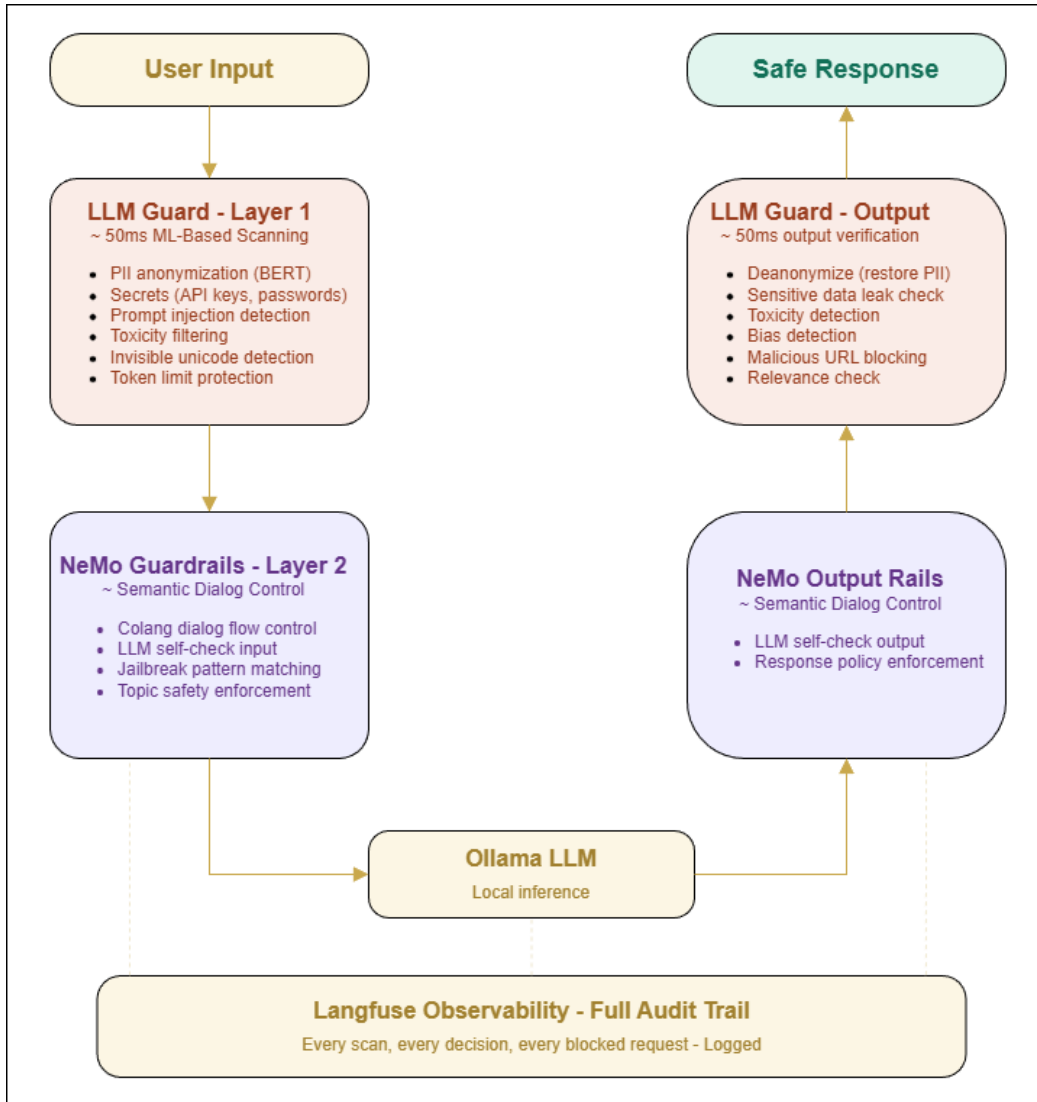 User Input
Safe Response
LLM Guard - Layer 1
~ 50ms ML-Based Scanning
PII anonymization (BERT)
Secrets (API keys, passwords)
Prompt injection detection
Toxicity filtering
Invisible unicode detection
Token limit protection
LLM Guard - Output
~ 50ms output verification
Deanonymize (restore PII)
Sensitive data leak check
Toxicity detection
Bias detection
Malicious URL blocking
Relevance check
NeMo Guardrails - Layer 2
~ Semantic Dialog Control
Colang dialog flow control
LLM self-check input
Jailbreak pattern matching
Topic safety enforcement
NeMo Output Rails
~ Semantic Dialog Control
LLM self-check output
Response policy enforcement
Ollama LLM
Local inference
Langfuse Observability - Full Audit Trail
Every scan, every decision, every blocked request - Logged